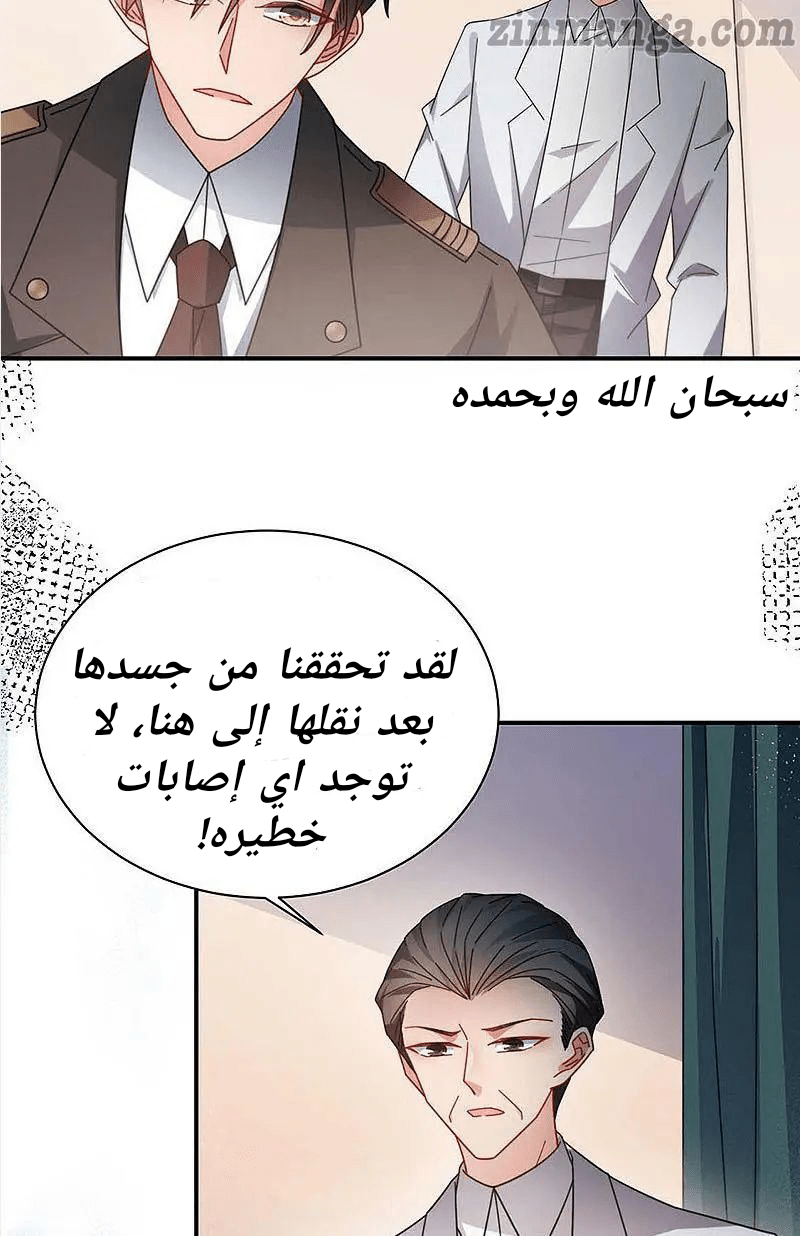 zinmanga.com
سبحان الله وبحمده
لقد تحققنا من جسدها
بعد نقلها إلى هنا، لا
توجد اي إصابات
خطيره!